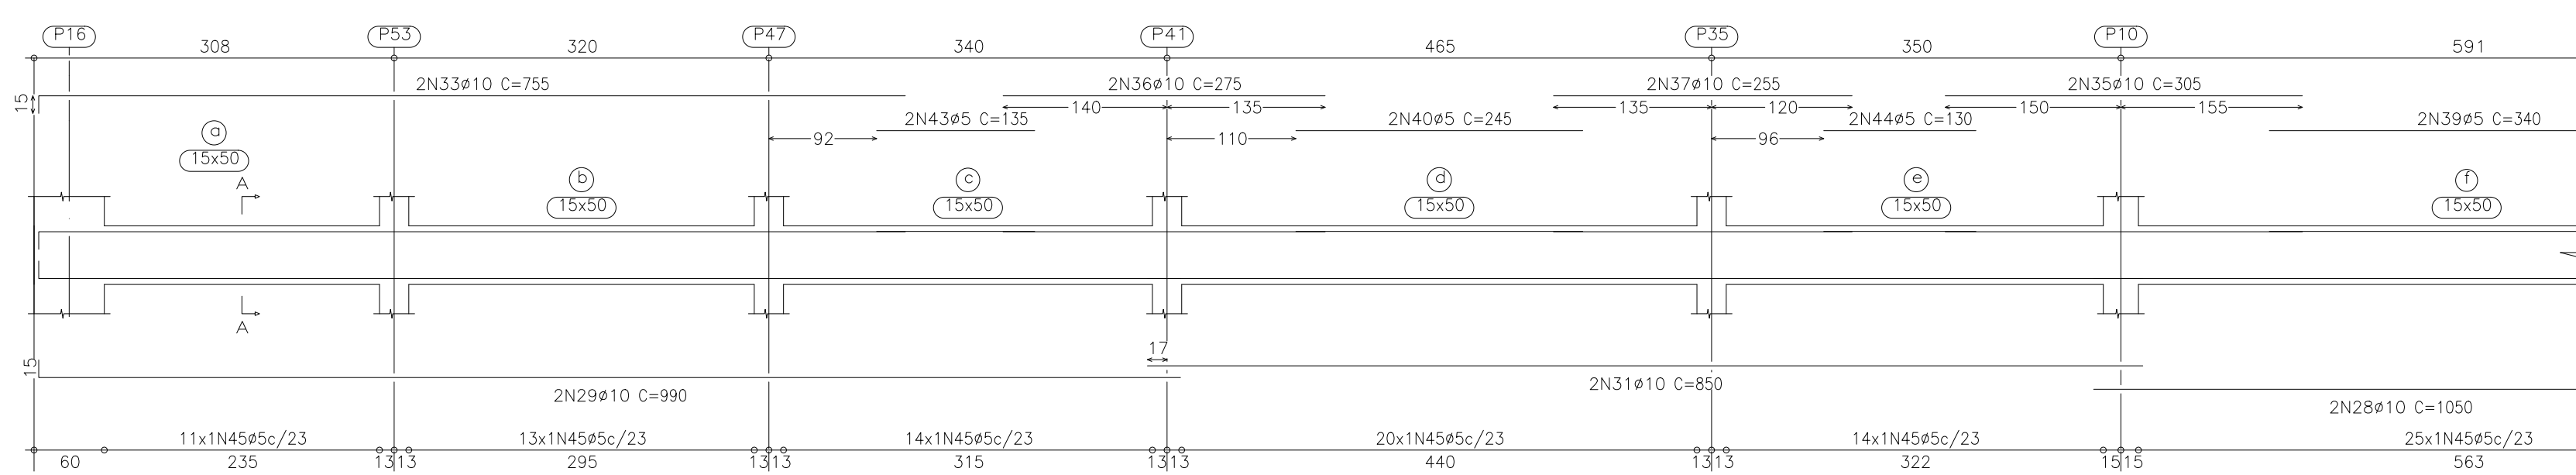 P16 P53 P47 P41 P35 P10
308 320 340 465 350 591
2N33ø10 C=755 2N36ø10 C=275 2N37ø10 C=255 2N35ø10 C=305
15 140 135 135 120 150 155
2N43ø5 C=135 2N40ø5 C=245 2N44ø5 C=130 2N39ø5 C=340
a 92 110 96
15x50
A b c d e f
15x50 15x50 15x50 15x50 15x50
A
17
15
2N31ø10 C=850
2N29ø10 C=990
2N28ø10 C=1050
11x1N45ø5c/23 13x1N45ø5c/23 14x1N45ø5c/23 20x1N45ø5c/23 14x1N45ø5c/23 25x1N45ø5c/23
60 235 13 13 295 13 13 315 13 13 440 13 13 322 15 15 563